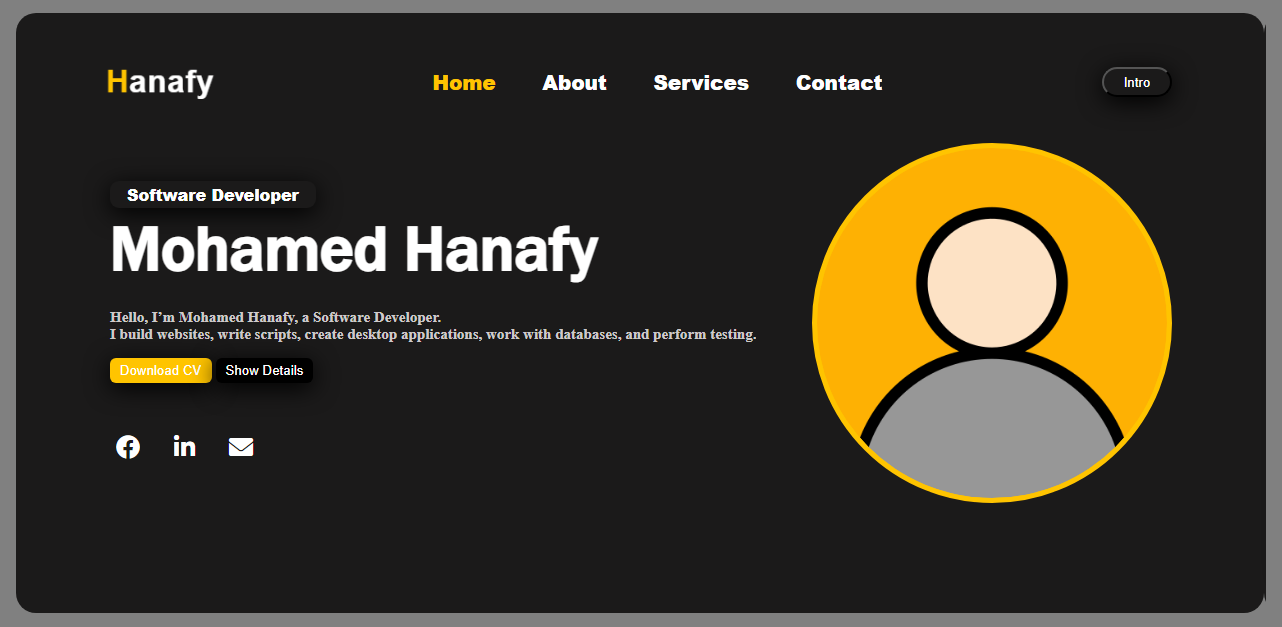 Hanafy
Home About Services Contact
Intro
Software Developer
Mohamed Hanafy
Hello, I’m Mohamed Hanafy, a Software Developer.
I build websites, write scripts, create desktop applications, work with databases, and perform testing.
Download CV Show Details